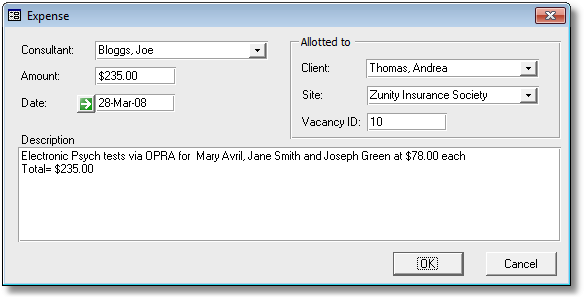 Expense
Consultant: Bloggs, Joe
Amount: $235.00
Date: 28-Mar-08
Allotted to
Client: Thomas, Andrea
Site: Zunity Insurance Society
Vacancy ID: 10
Description
Electronic Psych tests via OPRA for  Mary Avril, Jane Smith and Joseph Green at $78.00 each
Total= $235.00
OK Cancel